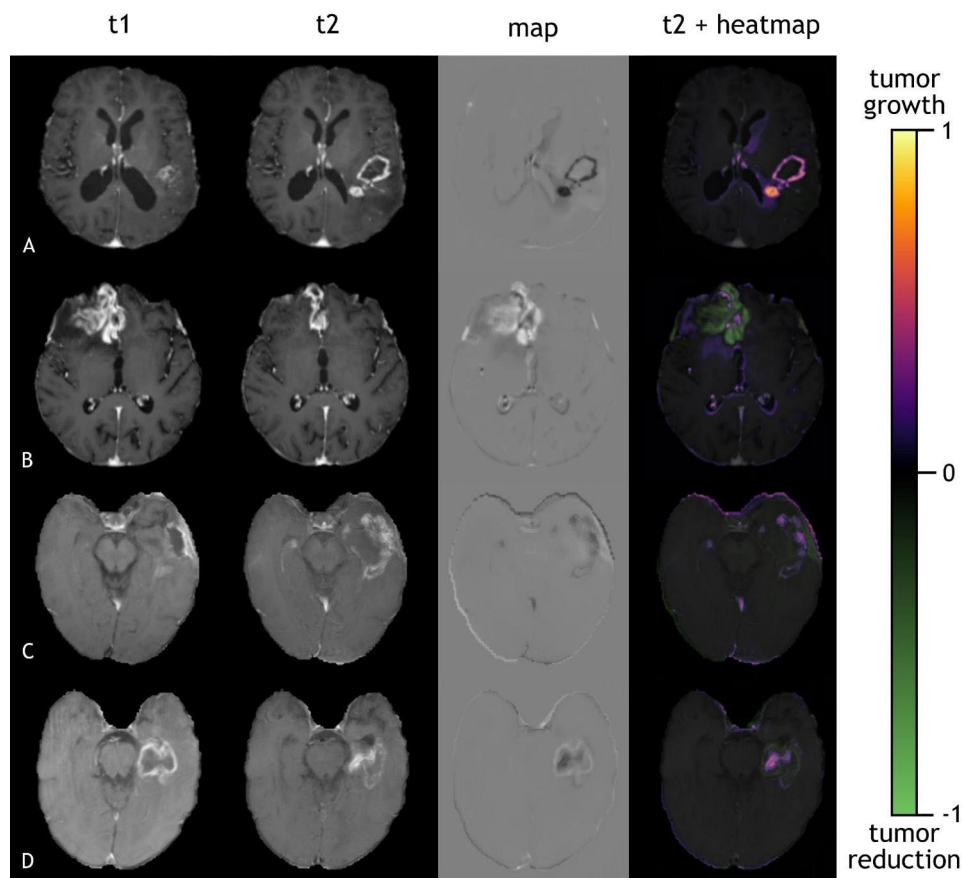 t1 t2 map t2 + heatmap
tumor
growth
1
A
B
0
C
-1
tumor
reduction
D